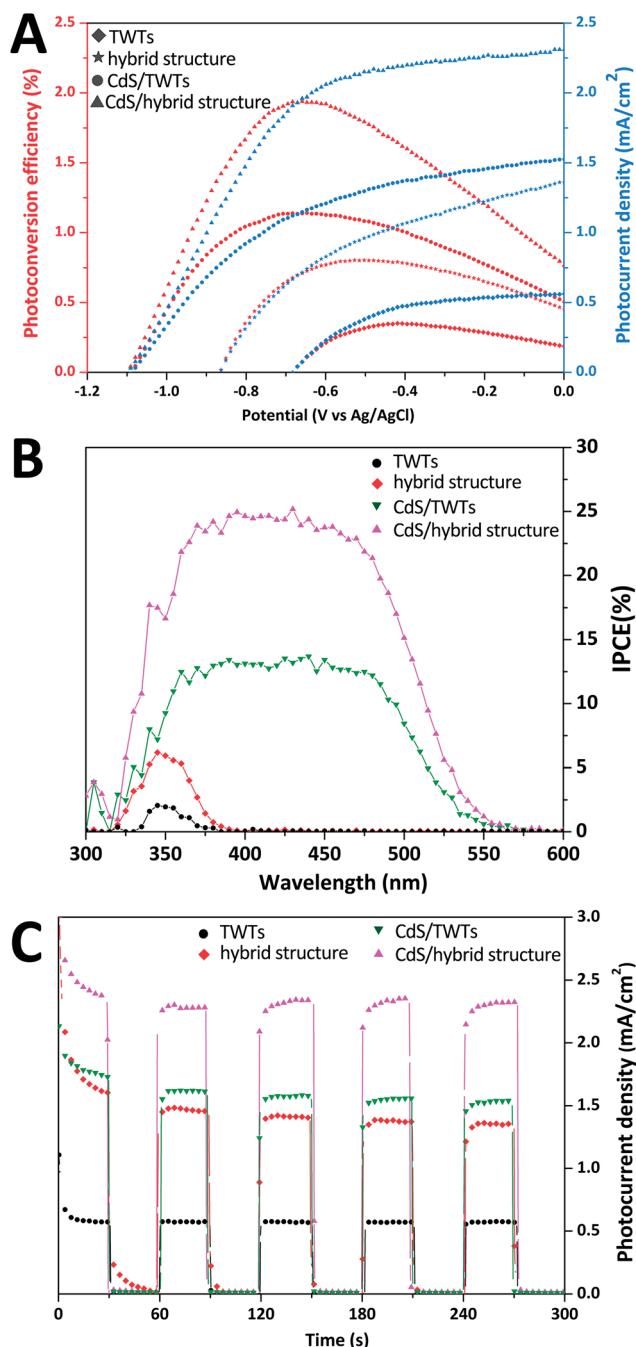 A
TWTs
hybrid structure
CdS/TWTs
CdS/hybrid structure
Photoconversion efficiency (%)
2.5
2.0
1.5
1.0
0.5
0.0
Photocurrent density (mA/cm2
2.5
2.0
1.5
1.0
0.5
0.0
-1.2 -1.0 -0.8 -0.6 -0.4 -0.2 0.0
Potential (V vs Ag/AgCl)
B
TWTs
hybrid structure
CdS/TWTs
CdS/hybrid structure
30
25
20
15
10
5
0
IPCE(%)
300 350 400 450 500 550 600
Wavelength (nm)
C
TWTs
hybrid structure
CdS/TWTs
CdS/hybrid structure
3.0
2.5
2.0
1.5
1.0
0.5
0.0
Photocurrent density (mA/cm2)
0 60 120 180 240 300
Time (s)